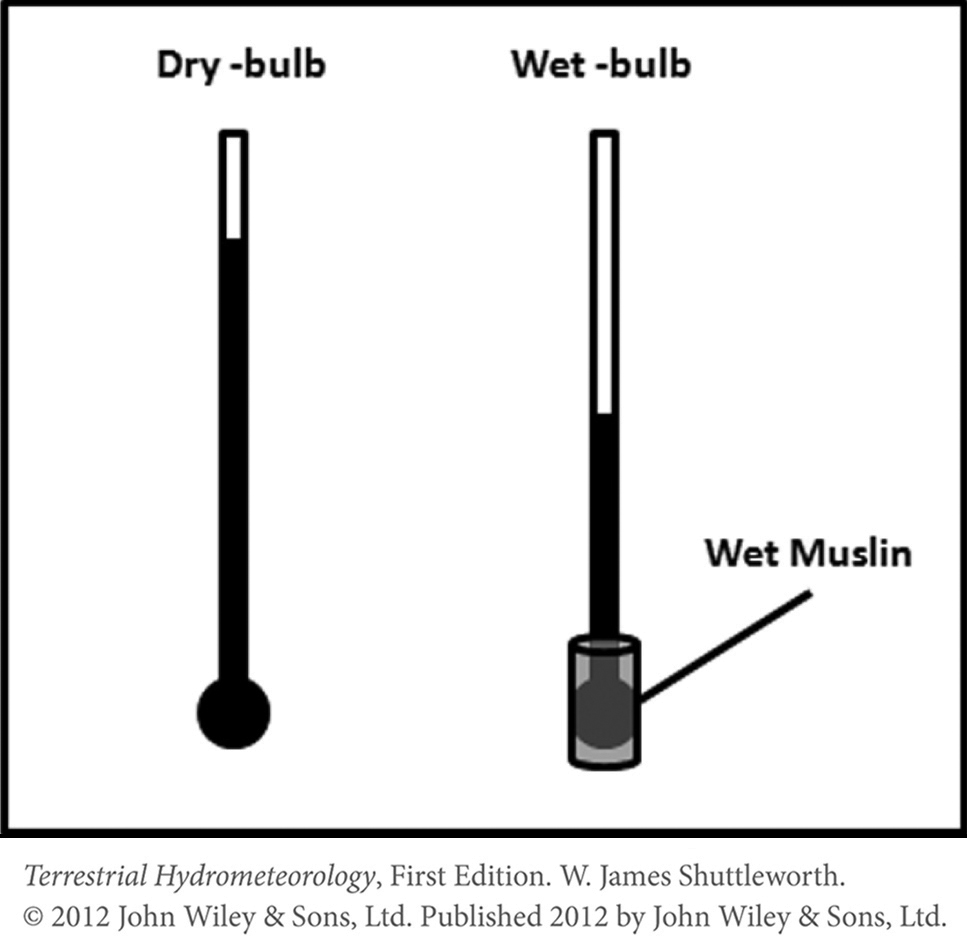 Dry -bulb
Wet -bulb
Wet Muslin
Terrestrial Hydrometeorology, First Edition. W. James Shuttleworth.
© 2012 John Wiley & Sons, Ltd. Published 2012 by John Wiley & Sons, Ltd.